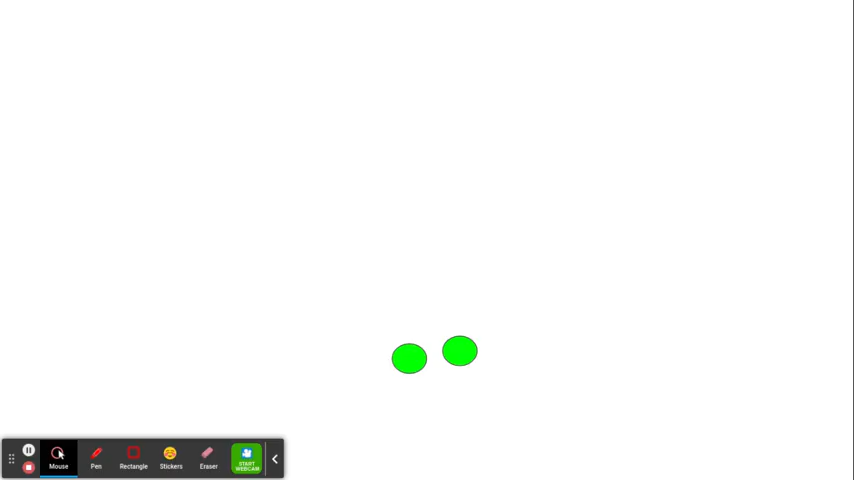 Mouse
Pen
Rectangle
Stickers
Eraser
START
WEBCAM